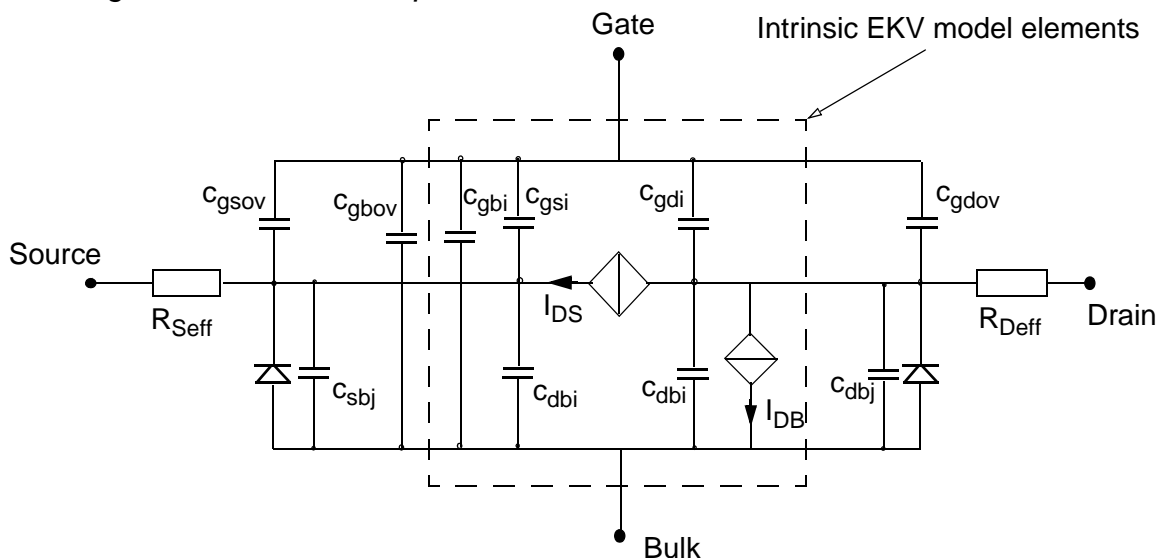 Gate
Intrinsic EKV model elements
cgsov
cgbov
cgbi
cgsi
cgdi
cgdov
Source
RSeff
IDS
RDeff
Drain
csbj
cdbi
cdbi
IDB
cdbj
Bulk